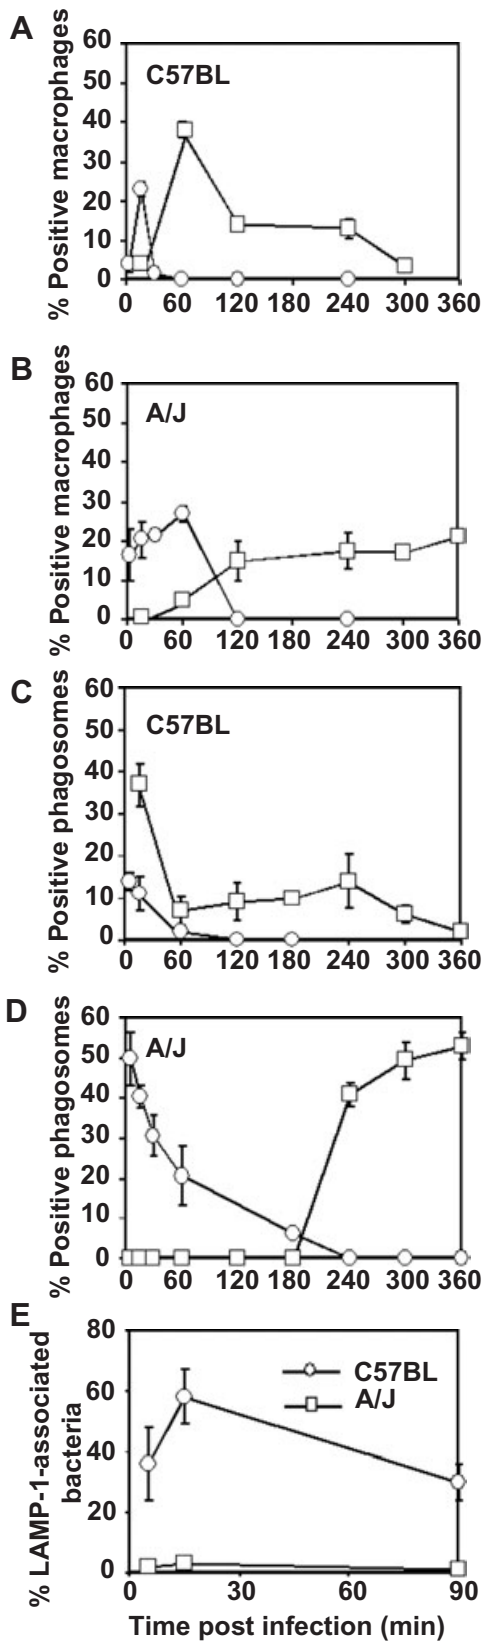 A
% Positive macrophages
60
50
40
30
20
10
0
C57BL
0 60 120 180 240 300 360
B
% Positive macrophages
60
50
40
30
20
10
0
A/J
0 60 120 180 240 300 360
C
% Positive phagosomes
60
50
40
30
20
10
0
C57BL
0 60 120 180 240 300 360
D
% Positive phagosomes
60
50
40
30
20
10
0
A/J
0 60 120 180 240 300 360
E
% LAMP-1-associated
bacteria
80
60
40
20
0
C57BL
A/J
0 30 60 90
Time post infection (min)